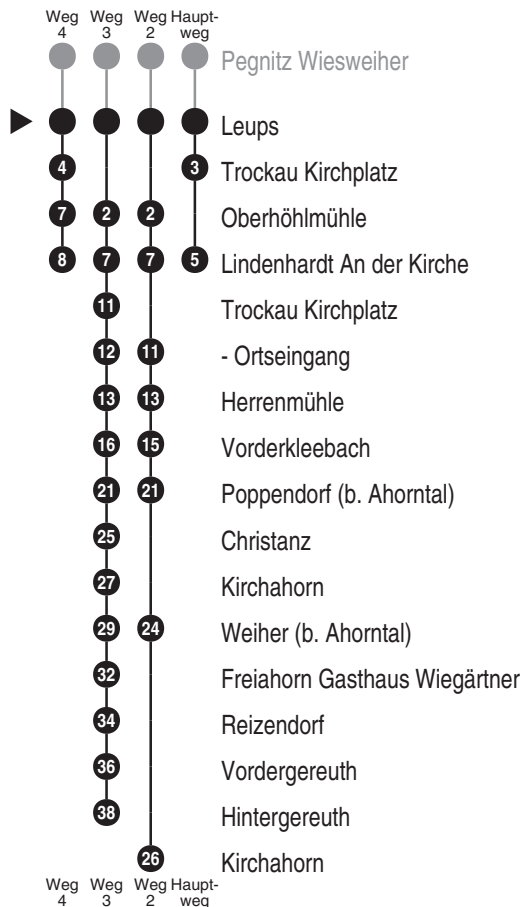 Weg Weg Weg Haupt-
4 3 2 weg
Pegnitz Wiesweiher
Leups
4 3 Trockau Kirchplatz
7 2 2 Oberhöhlmühle
8 7 7 5 Lindenhardt An der Kirche
11 Trockau Kirchplatz
12 11 - Ortseingang
13 13 Herrenmühle
16 15 Vorderkleebach
21 21 Poppendorf (b. Ahorntal)
25 Christanz
27 Kirchahorn
29 24 Weiher (b. Ahorntal)
32 Freiahorn Gasthaus Wiegärtner
34 Reizendorf
36 Vordergereuth
38 Hintergereuth
26 Kirchahorn
Weg Weg Weg Haupt-
4 3 2 weg